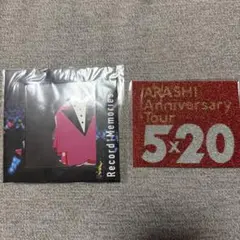 Record of Memories
ARASHI
Anniversary
Tour
5×20